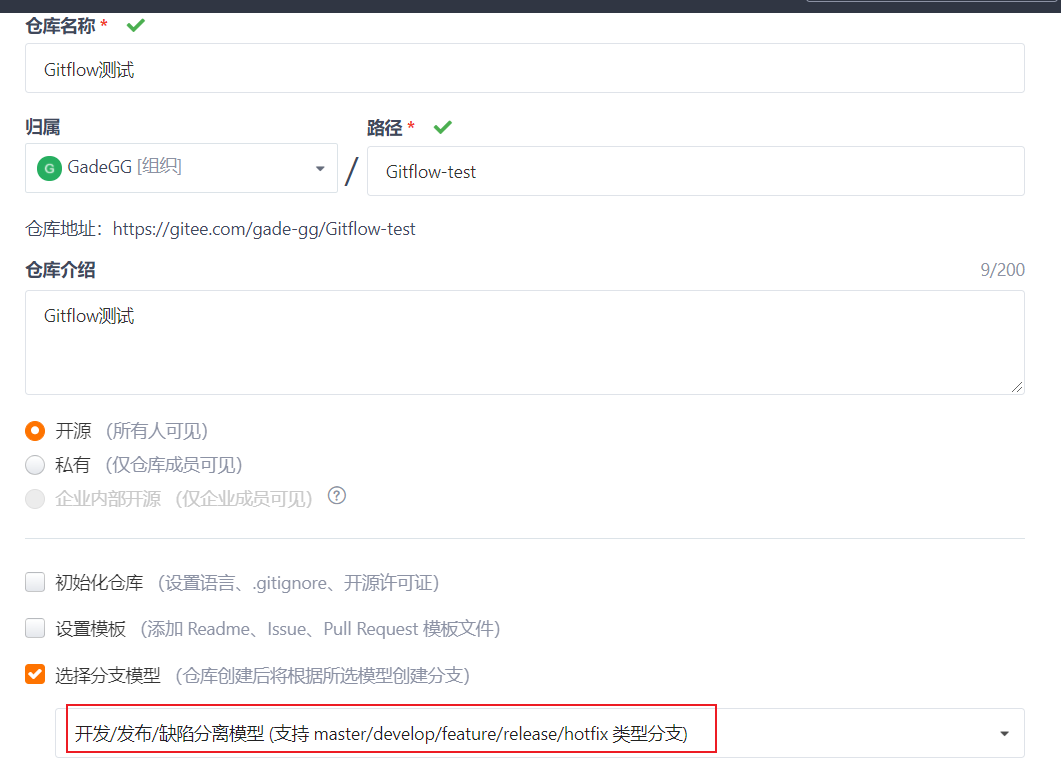 仓库名称 *
Gitflow测试
归属
路径 *
G GadeGG [组织]
/
Gitflow-test
仓库地址：https://gitee.com/gade-gg/Gitflow-test
仓库介绍
9/200
Gitflow测试
开源 (所有人可见)
私有 (仅仓库成员可见)
企业内部开源 (仅企业成员可见) ?
初始化仓库 (设置语言、.gitignore、开源许可证)
设置模板 (添加 Readme、Issue、Pull Request 模板文件)
选择分支模型 (仓库创建后将根据所选模型创建分支)
开发/发布/缺陷分离模型 (支持 master/develop/feature/release/hotfix 类型分支)